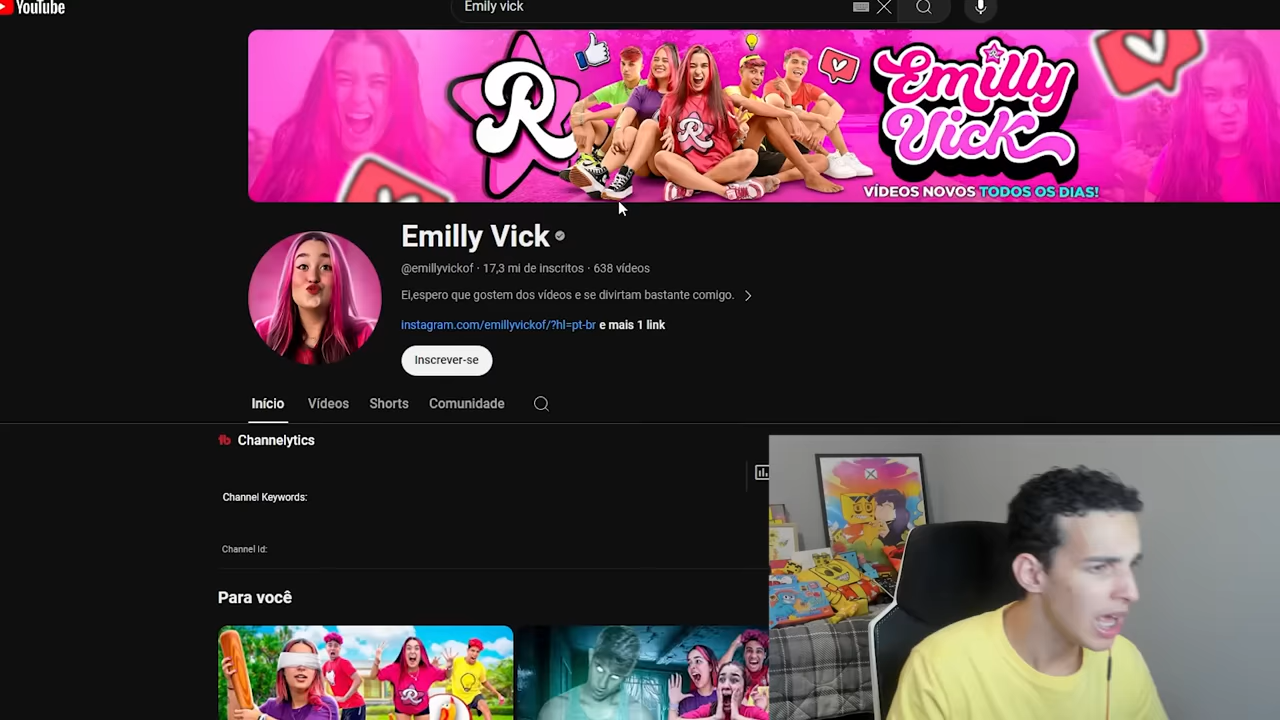 YouTube
Emily vick
R
Emilly
Vick
VÍDEOS NOVOS TODOS OS DIAS!
R
Emilly Vick
@emillyvickof · 17,3 mi de inscritos · 638 vídeos
Ei,espero que gostem dos vídeos e se divirtam bastante comigo.
instagram.com/emillyvickof/?hl=pt-br e mais 1 link
Inscrever-se
Início Vídeos Shorts Comunidade
Channelytics
Channel Keywords:
Channel Id:
Para você